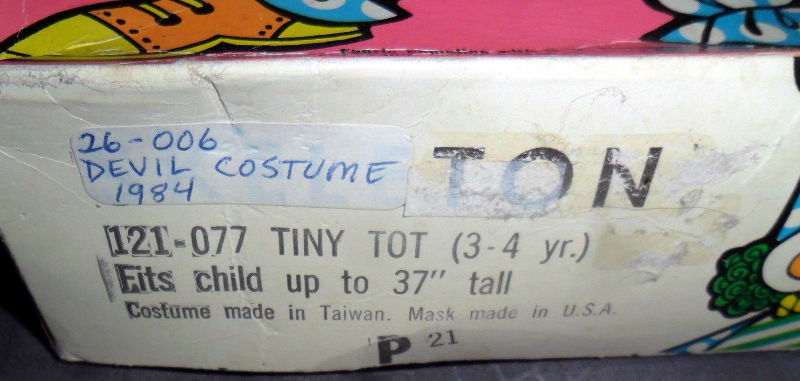 26-006
DEVIL COSTUME
1984
TON
121-077 TINY TOT (3-4 yr.)
Fits child up to 37" tall
Costume made in Taiwan. Mask made in U.S.A.
P 21